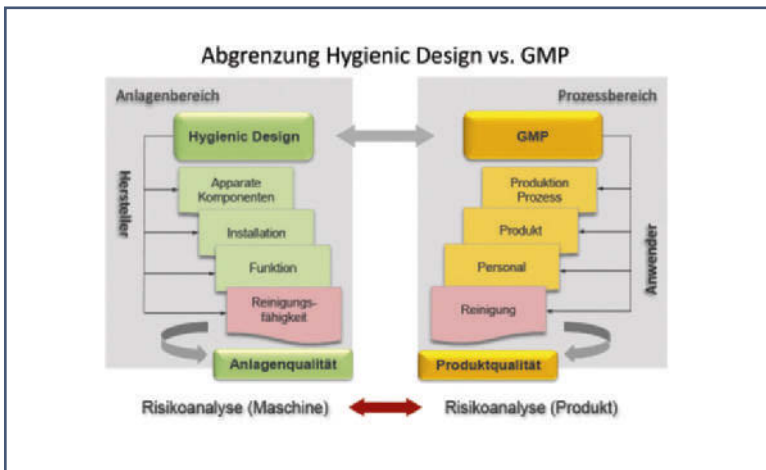 Abgrenzung Hygienic Design vs. GMP
Anlagenbereich
Hygienic Design
Hersteller
Apparate
Komponenten
Installation
Funktion
Reinigungs-
fähigkeit
Anlagenqualität
Risikoanalyse (Maschine)
Prozessbereich
GMP
Anwender
Produktion
Prozess
Produkt
Personal
Reinigung
Produktqualität
Risikoanalyse (Produkt)